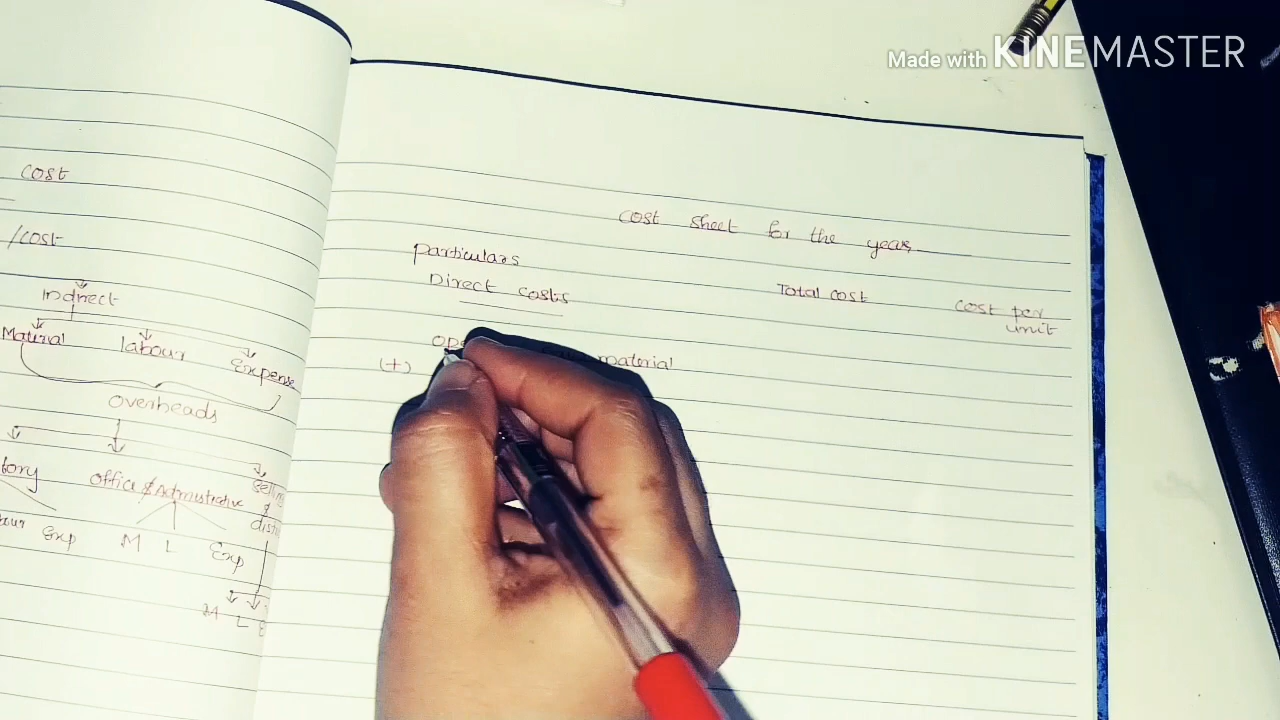 Made with KINEMASTER
cost
/cost
Indirect
Material labour Expense
overheads
office & Administrative
Exp M L Exp
M L
cost sheet for the year
particulars Total cost cost per unit
Direct costs
material
(+)